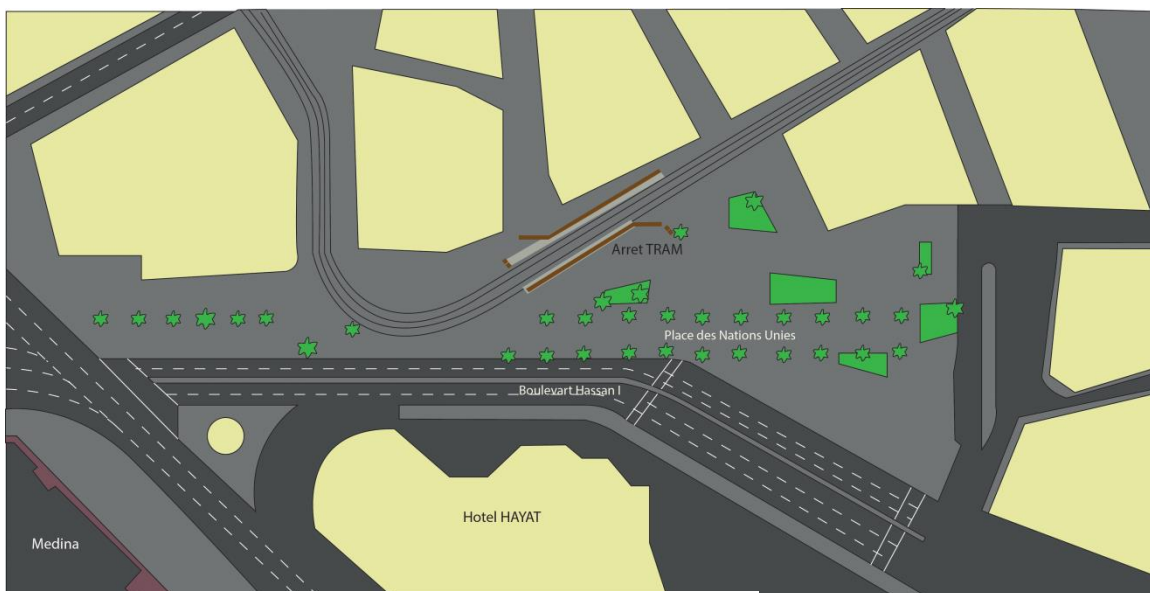 Arret TRAM
Place des Nations Unies
Boulevart Hassan I
Hotel HAYAT
Medina